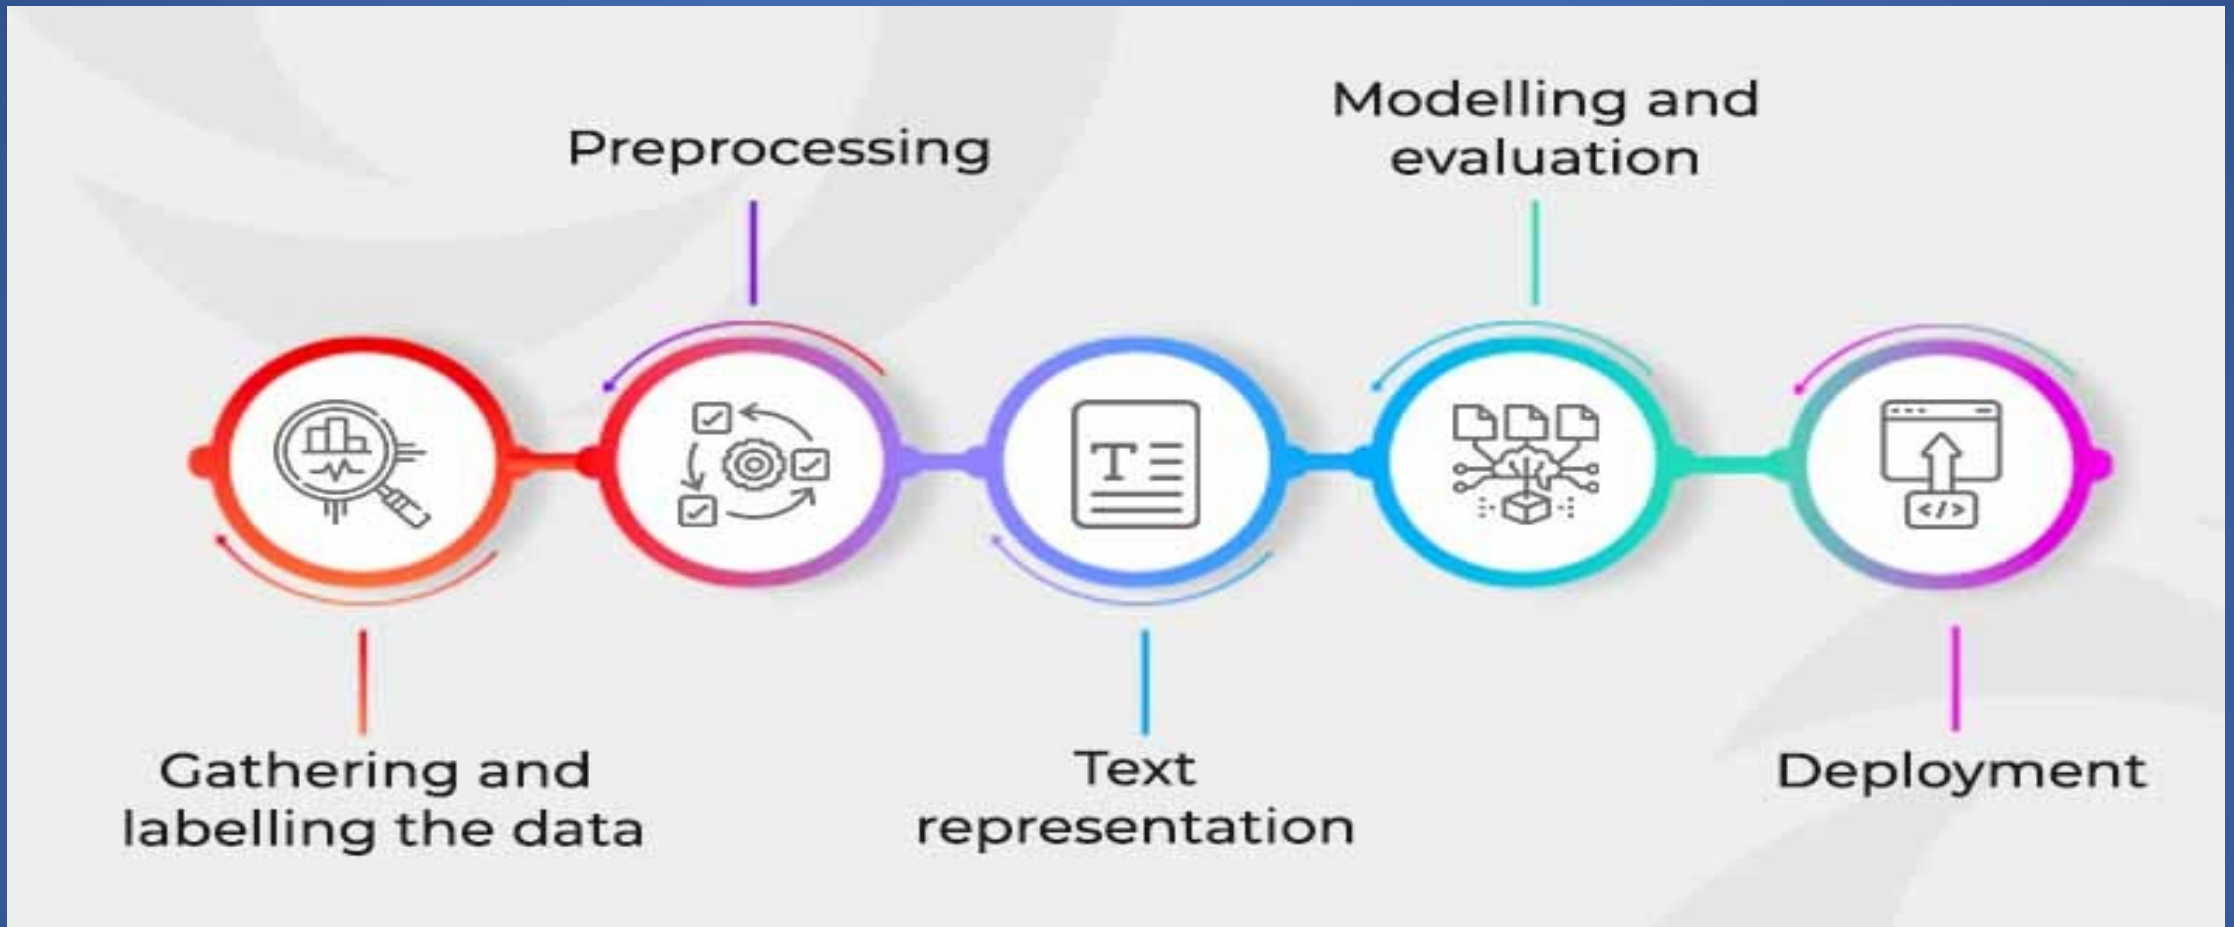 Gathering and
labelling the data
Preprocessing
T
Text
representation
Modelling and
evaluation
</>
Deployment